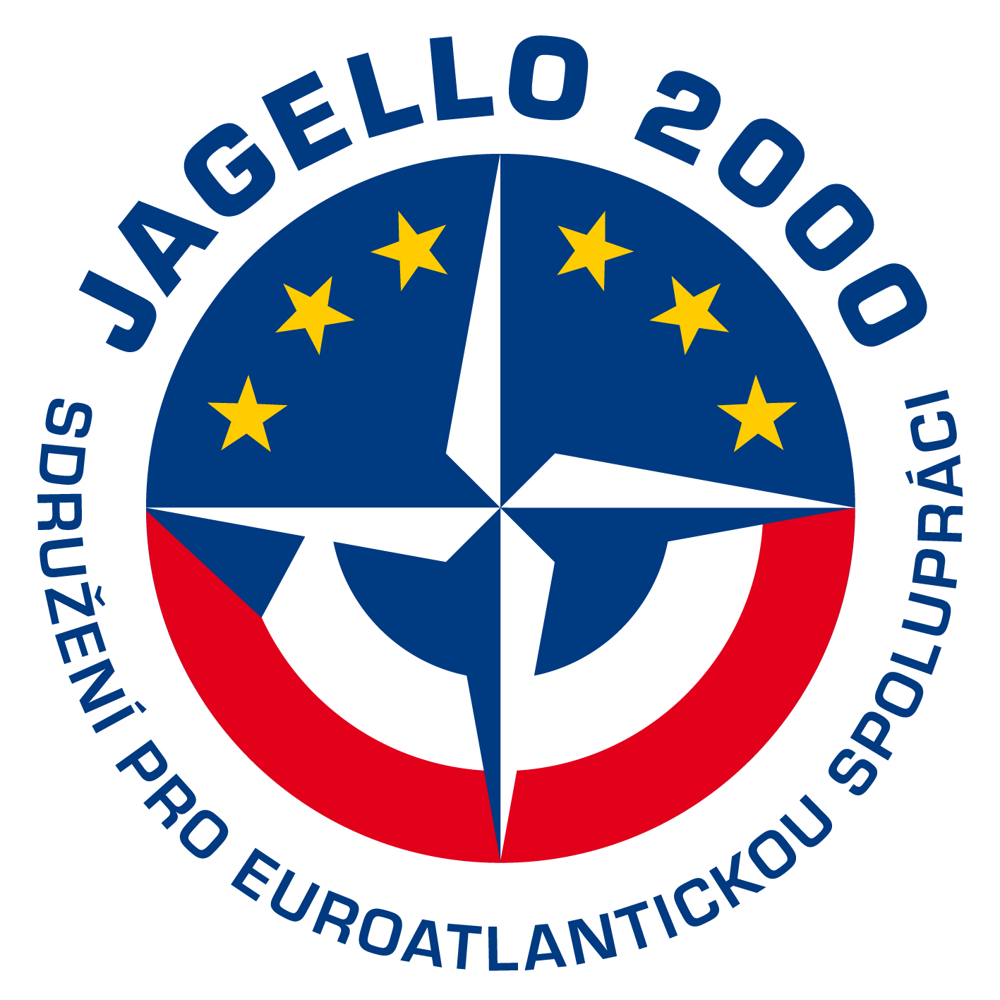 JAGELLO 2000
SDRUŽENÍ PRO EUROATLANTICKOU SPOLUPRÁCI